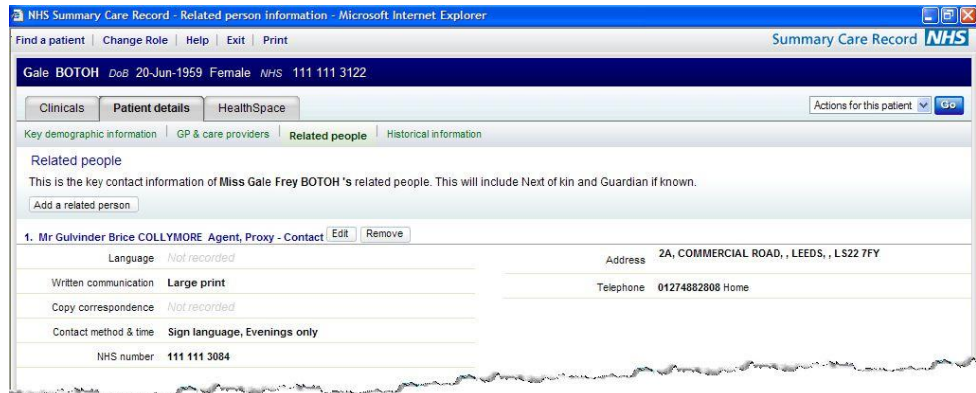 NHS Summary Care Record - Related person information - Microsoft Internet Explorer
Find a patient | Change Role | Help | Exit | Print
Summary Care Record NHS
Gale BOTOH DoB 20-Jun-1959 Female NHS 111 111 3122
Clinicals Patient details HealthSpace
Actions for this patient Go
Key demographic information | GP & care providers | Related people | Historical information
Related people
This is the key contact information of Miss Gale Frey BOTOH 's related people. This will include Next of kin and Guardian if known.
Add a related person
1. Mr Gulvinder Brice COLLYMORE Agent, Proxy - Contact Edit Remove
Language Not recorded
Address 2A, COMMERCIAL ROAD, , LEEDS, , LS22 7FY
Written communication Large print
Telephone 01274882808 Home
Copy correspondence Not recorded
Contact method & time Sign language, Evenings only
NHS number 111 111 3084